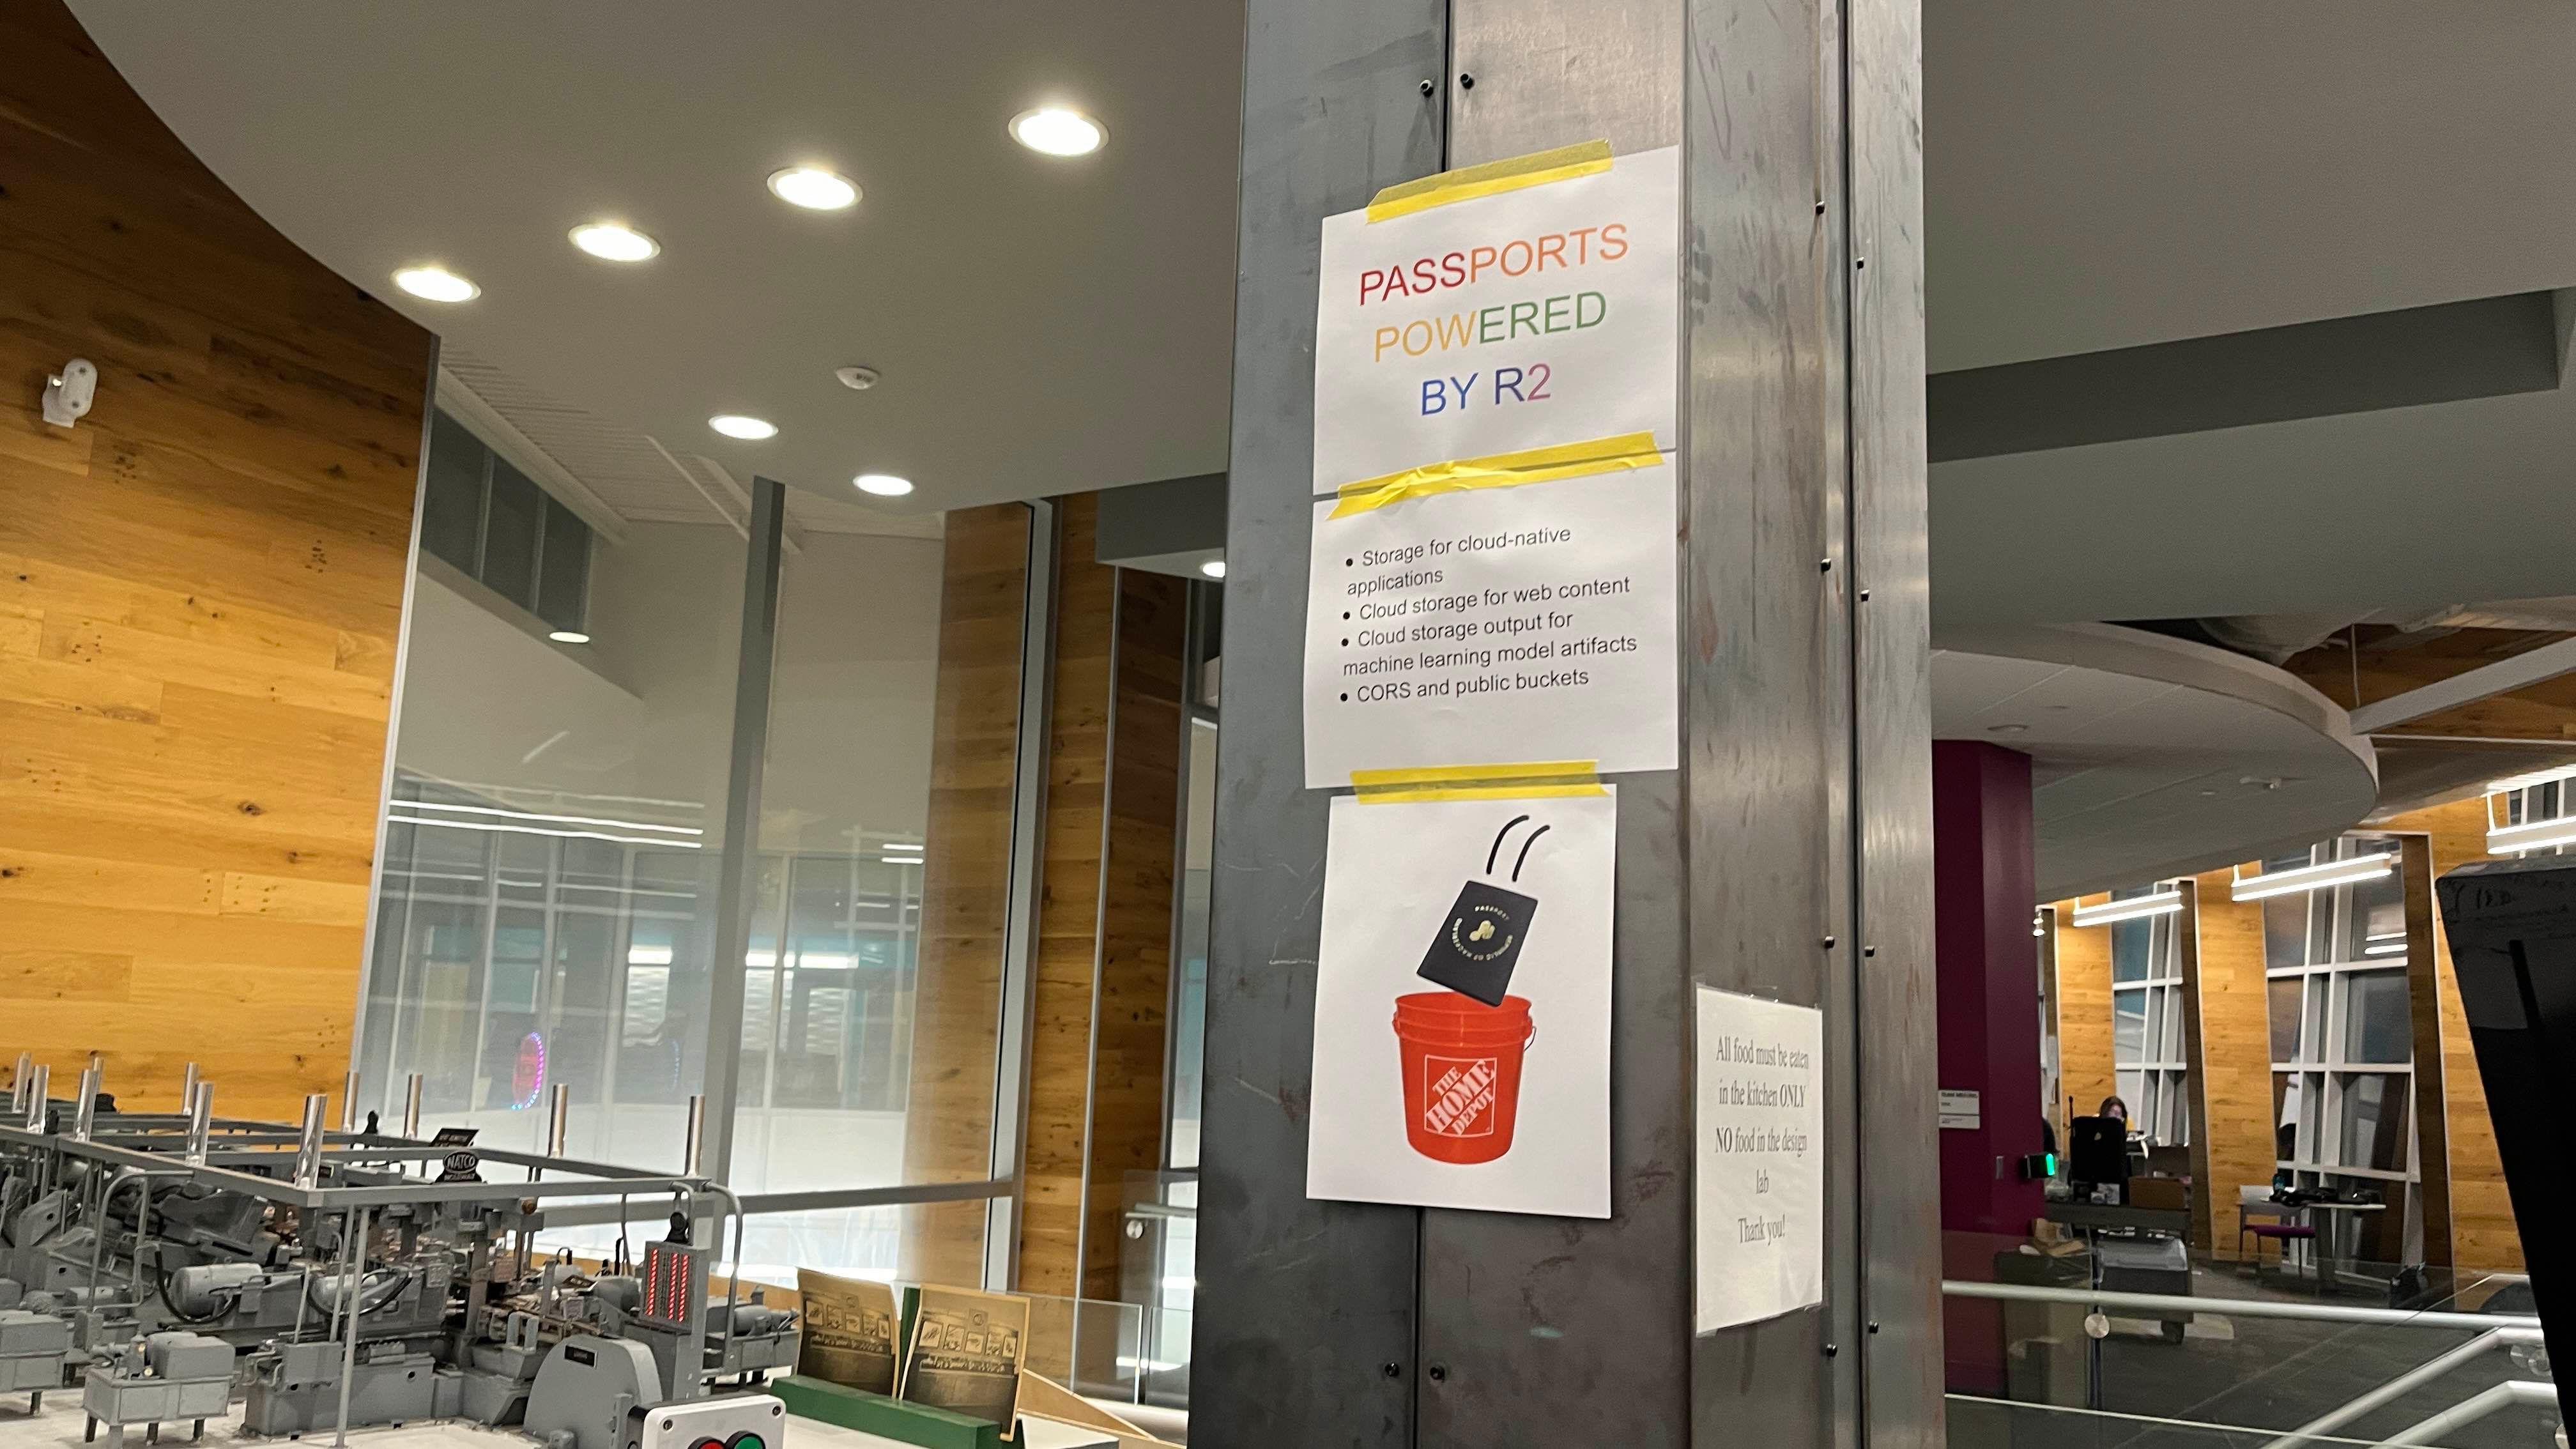 PASSPORTS
POWERED
BY R2
• Storage for cloud-native
applications
• Cloud storage for web content
• Cloud storage output for
machine learning model artifacts
• CORS and public buckets
PASSPORT
THE
HOME
DEPOT
All food must be eaten
in the kitchen ONLY
NO food in the design
lab
Thank you!
NATCO